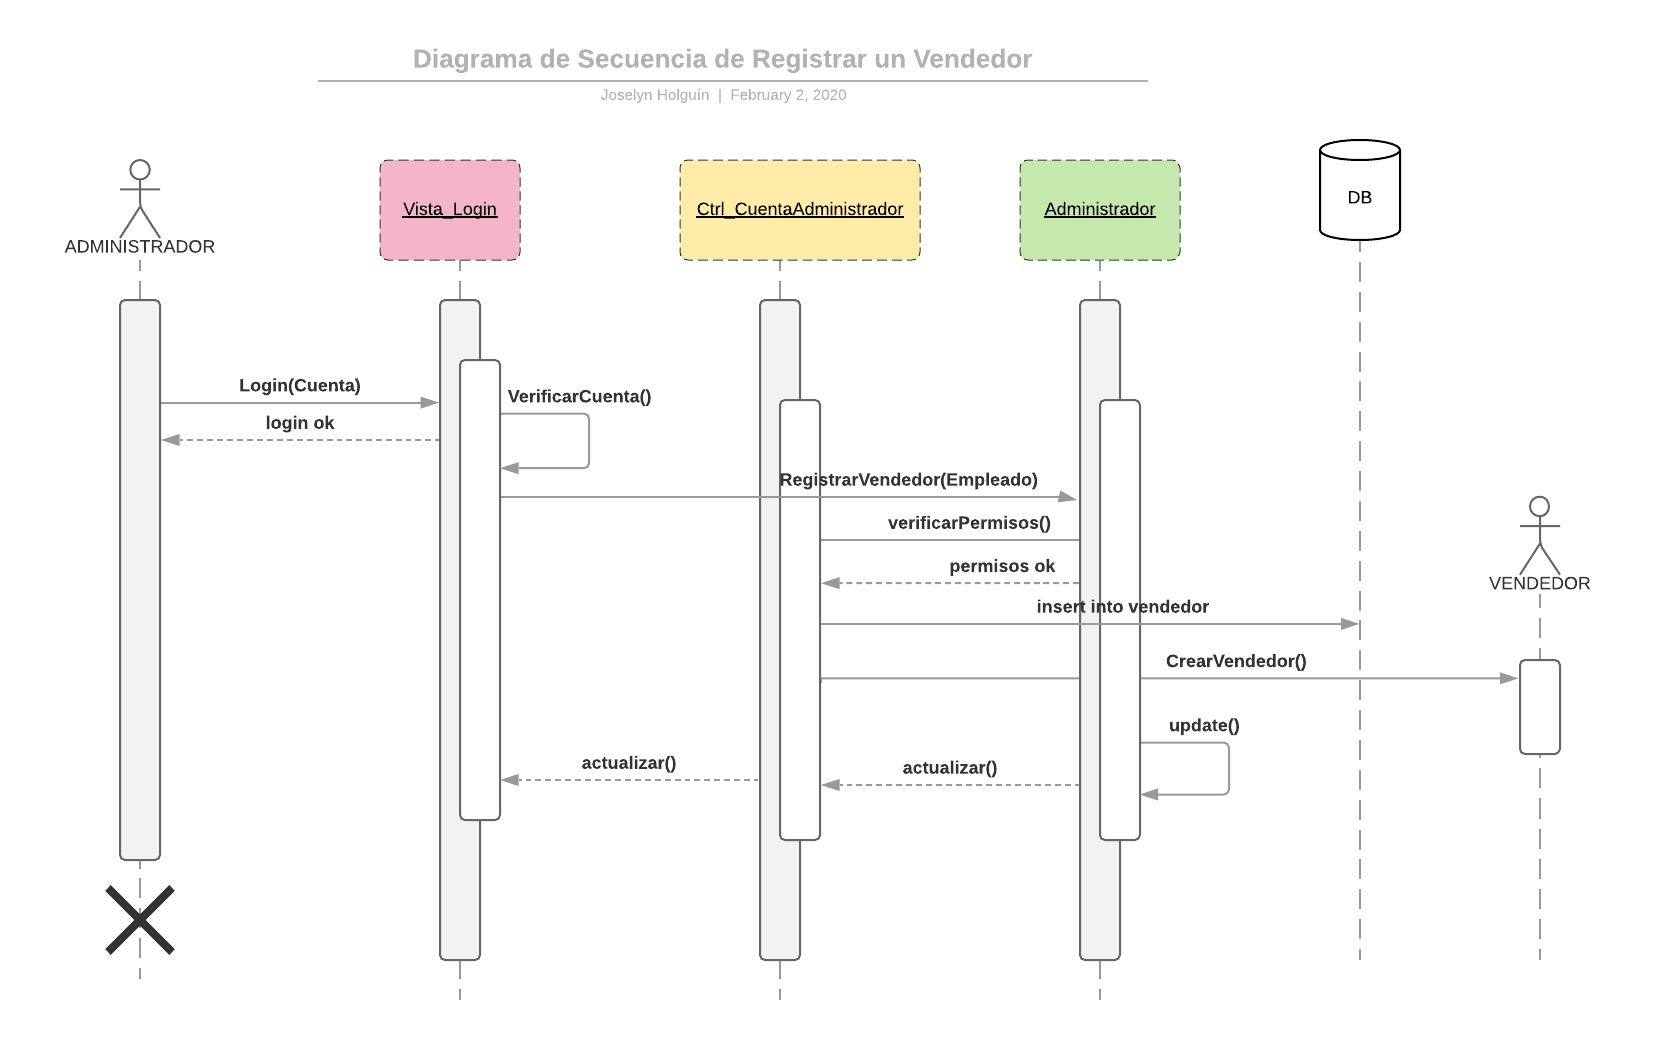 Diagrama de Secuencia de Registrar un Vendedor
Joselyn Holguín | February 2, 2020
ADMINISTRADOR
Vista_Login
Ctrl_CuentaAdministrador
Administrador
DB
Login(Cuenta)
VerificarCuenta()
login ok
RegistrarVendedor(Empleado)
verificarPermisos()
permisos ok
VENDEDOR
insert into vendedor
CrearVendedor()
update()
actualizar()
actualizar()